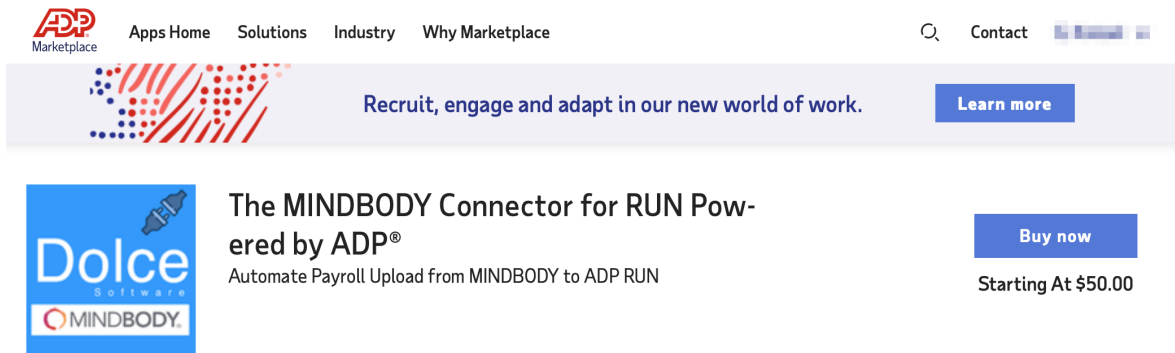 ADP
Marketplace
Apps Home Solutions Industry Why Marketplace Contact
Recruit, engage and adapt in our new world of work. Learn more
Dolce
Software
MINDBODY.
The MINDBODY Connector for RUN Pow-
ered by ADP®
Automate Payroll Upload from MINDBODY to ADP RUN
Buy now
Starting At $50.00